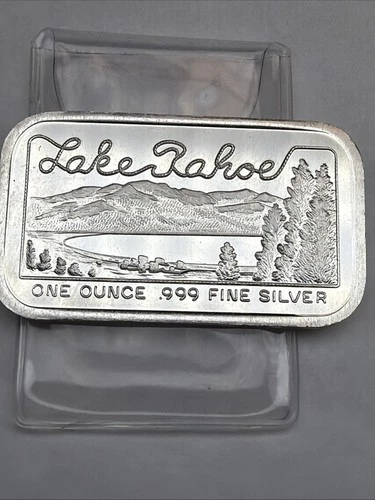 Lake Tahoe
ONE OUNCE .999 FINE SILVER